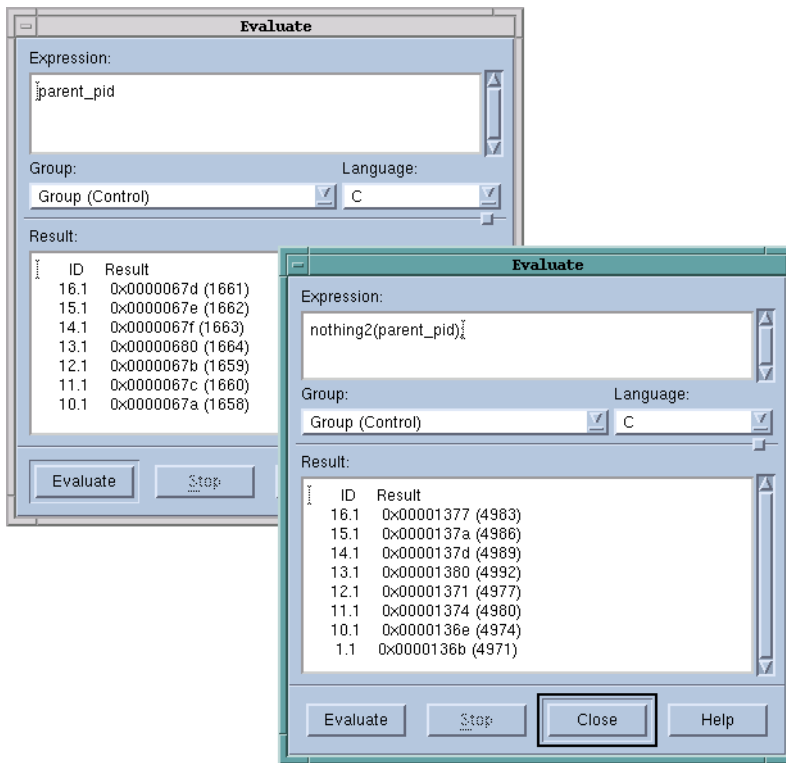 Evaluate
Expression:
parent_pid
Group:
Language:
Group (Control)
C
Result:
ID Result
16.1 0x0000067d (1661)
15.1 0x0000067e (1662)
14.1 0x0000067f (1663)
13.1 0x00000680 (1664)
12.1 0x0000067b (1659)
11.1 0x0000067c (1660)
10.1 0x0000067a (1658)
Evaluate
Stop
Evaluate
Expression:
nothing2(parent_pid);
Group:
Language:
Group (Control)
C
Result:
ID Result
16.1 0x00001377 (4983)
15.1 0x0000137a (4986)
14.1 0x0000137d (4989)
13.1 0x00001380 (4992)
12.1 0x00001371 (4977)
11.1 0x00001374 (4980)
10.1 0x0000136e (4974)
1.1 0x0000136b (4971)
Evaluate
Stop
Close
Help